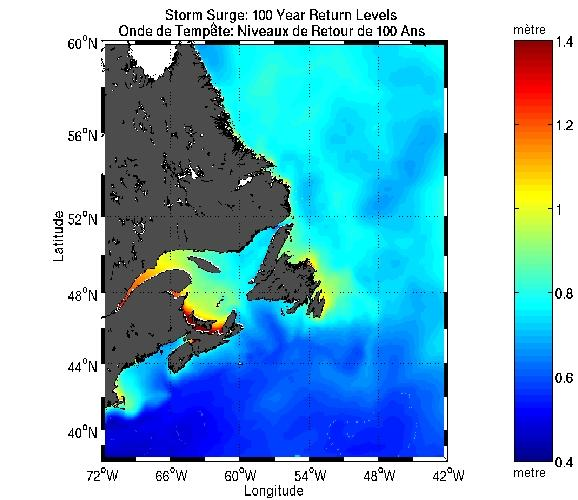 Storm Surge: 100 Year Return Levels
Onde de Tempête: Niveaux de Retour de 100 Ans
mètre
60°N
56°N
52°N
48°N
44°N
40°N
Latitude
72°W 66°W 60°W 54°W 48°W 42°W
Longitude
1.4
1.2
1
0.8
0.6
0.4
metre